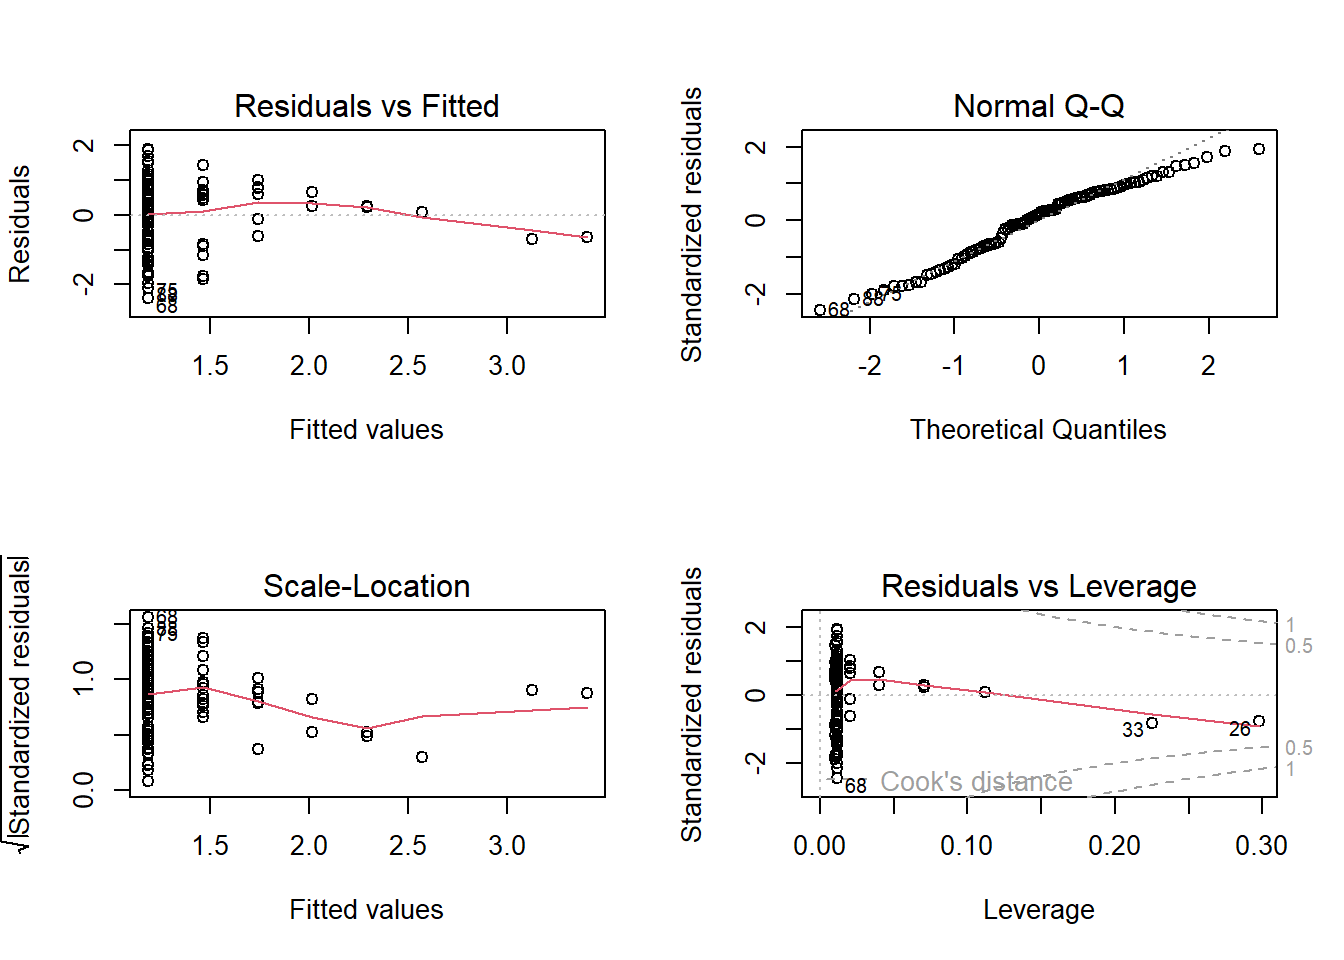 Residuals vs Fitted
Residuals
2
0
-2
75
68
1.5 2.0 2.5 3.0
Fitted values
Normal Q-Q
Standardized residuals
2
0
-2
68 88 75
-2 -1 0 1 2
Theoretical Quantiles
Scale-Location
√|Standardized residuals|
1.0
0.0
68
75
1.5 2.0 2.5 3.0
Fitted values
Residuals vs Leverage
Standardized residuals
2
0
-2
1
0.5
33 26
0.5
1
68 Cook's distance
0.00 0.10 0.20 0.30
Leverage